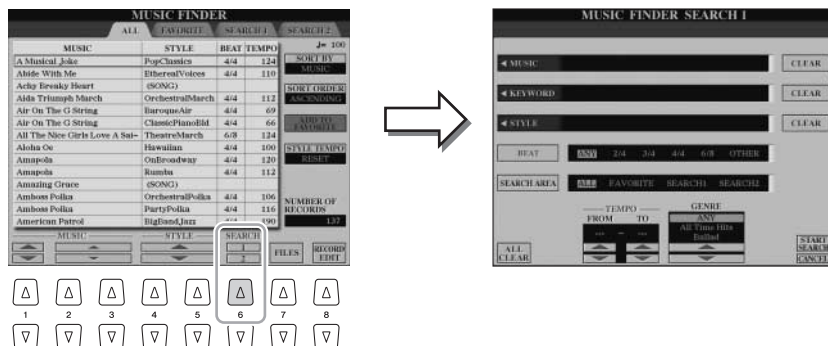 MUSIC FINDER
ALL FAVORITE SEARCH 1 SEARCH 2
MUSIC STYLE BEAT TEMPO
A Musical Joke PopClassics 4/4 124
Abide With Me EtherealVoices 4/4 110
Achy Breaky Heart (SONG)
Aida Triumph March OrchestralMarch 4/4 112
Air On The G String BaroqueAir 4/4 69
Air On The G String ClassicPianoBld 4/4 66
All The Nice Girls Love A Sai~ TheatreMarch 6/8 124
Aloha Oe Hawaiian 4/4 100
Amapola OnBroadway 4/4 120
Amapola Rumba 4/4 112
Amazing Grace (SONG)
Amboss Polka OrchestralPolka 4/4 106
Amboss Polka PartyPolka 4/4 116
American Patrol BigBandJazz 4/4 190
♩= 100
SORT BY
MUSIC
SORT ORDER
ASCENDING
ADD TO
FAVORITE
STYLE TEMPO
RESET
NUMBER OF
RECORDS
137
MUSIC STYLE SEARCH
1
2
FILES
RECORD
EDIT
1 2 3 4 5 6 7 8
MUSIC FINDER SEARCH 1
MUSIC CLEAR
KEYWORD CLEAR
STYLE CLEAR
BEAT ANY 2/4 3/4 4/4 6/8 OTHER
SEARCH AREA ALL FAVORITE SEARCH1 SEARCH2
TEMPO
FROM TO
--- – ---
GENRE
ANY
All Time Hits
Ballad
ALL
CLEAR
START
SEARCH
CANCEL